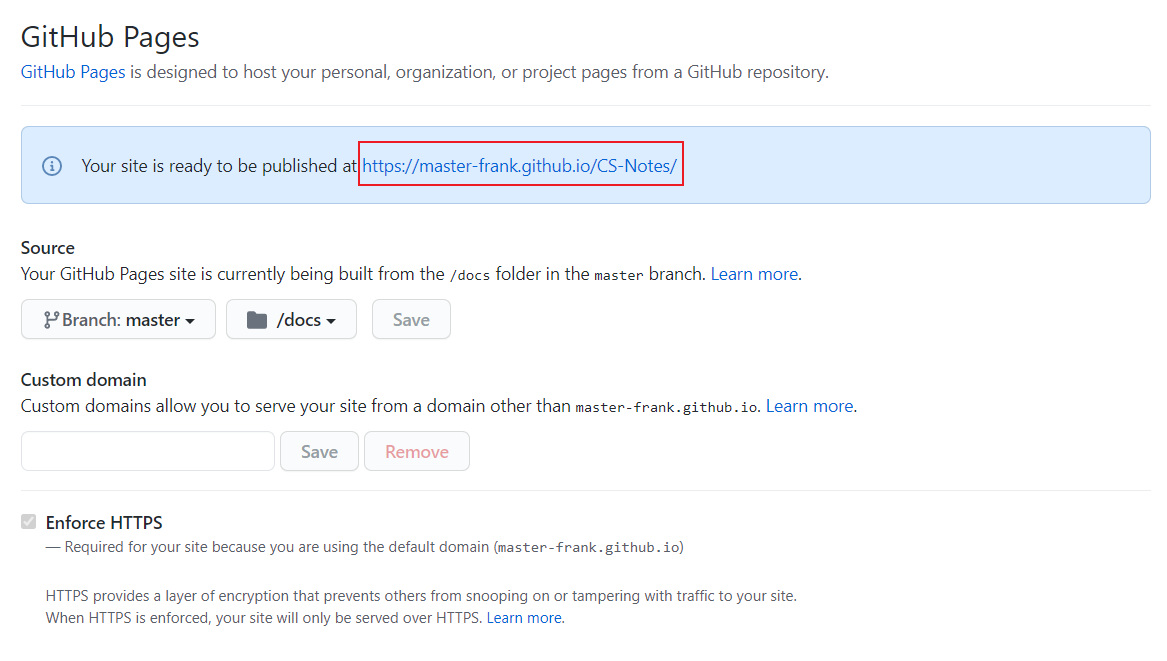 GitHub Pages
GitHub Pages is designed to host your personal, organization, or project pages from a GitHub repository.
Your site is ready to be published at https://master-frank.github.io/CS-Notes/
Source
Your GitHub Pages site is currently being built from the /docs folder in the master branch. Learn more.
Branch: master /docs Save
Custom domain
Custom domains allow you to serve your site from a domain other than master-frank.github.io. Learn more.
Save Remove
Enforce HTTPS
— Required for your site because you are using the default domain (master-frank.github.io)
HTTPS provides a layer of encryption that prevents others from snooping on or tampering with traffic to your site.
When HTTPS is enforced, your site will only be served over HTTPS. Learn more.